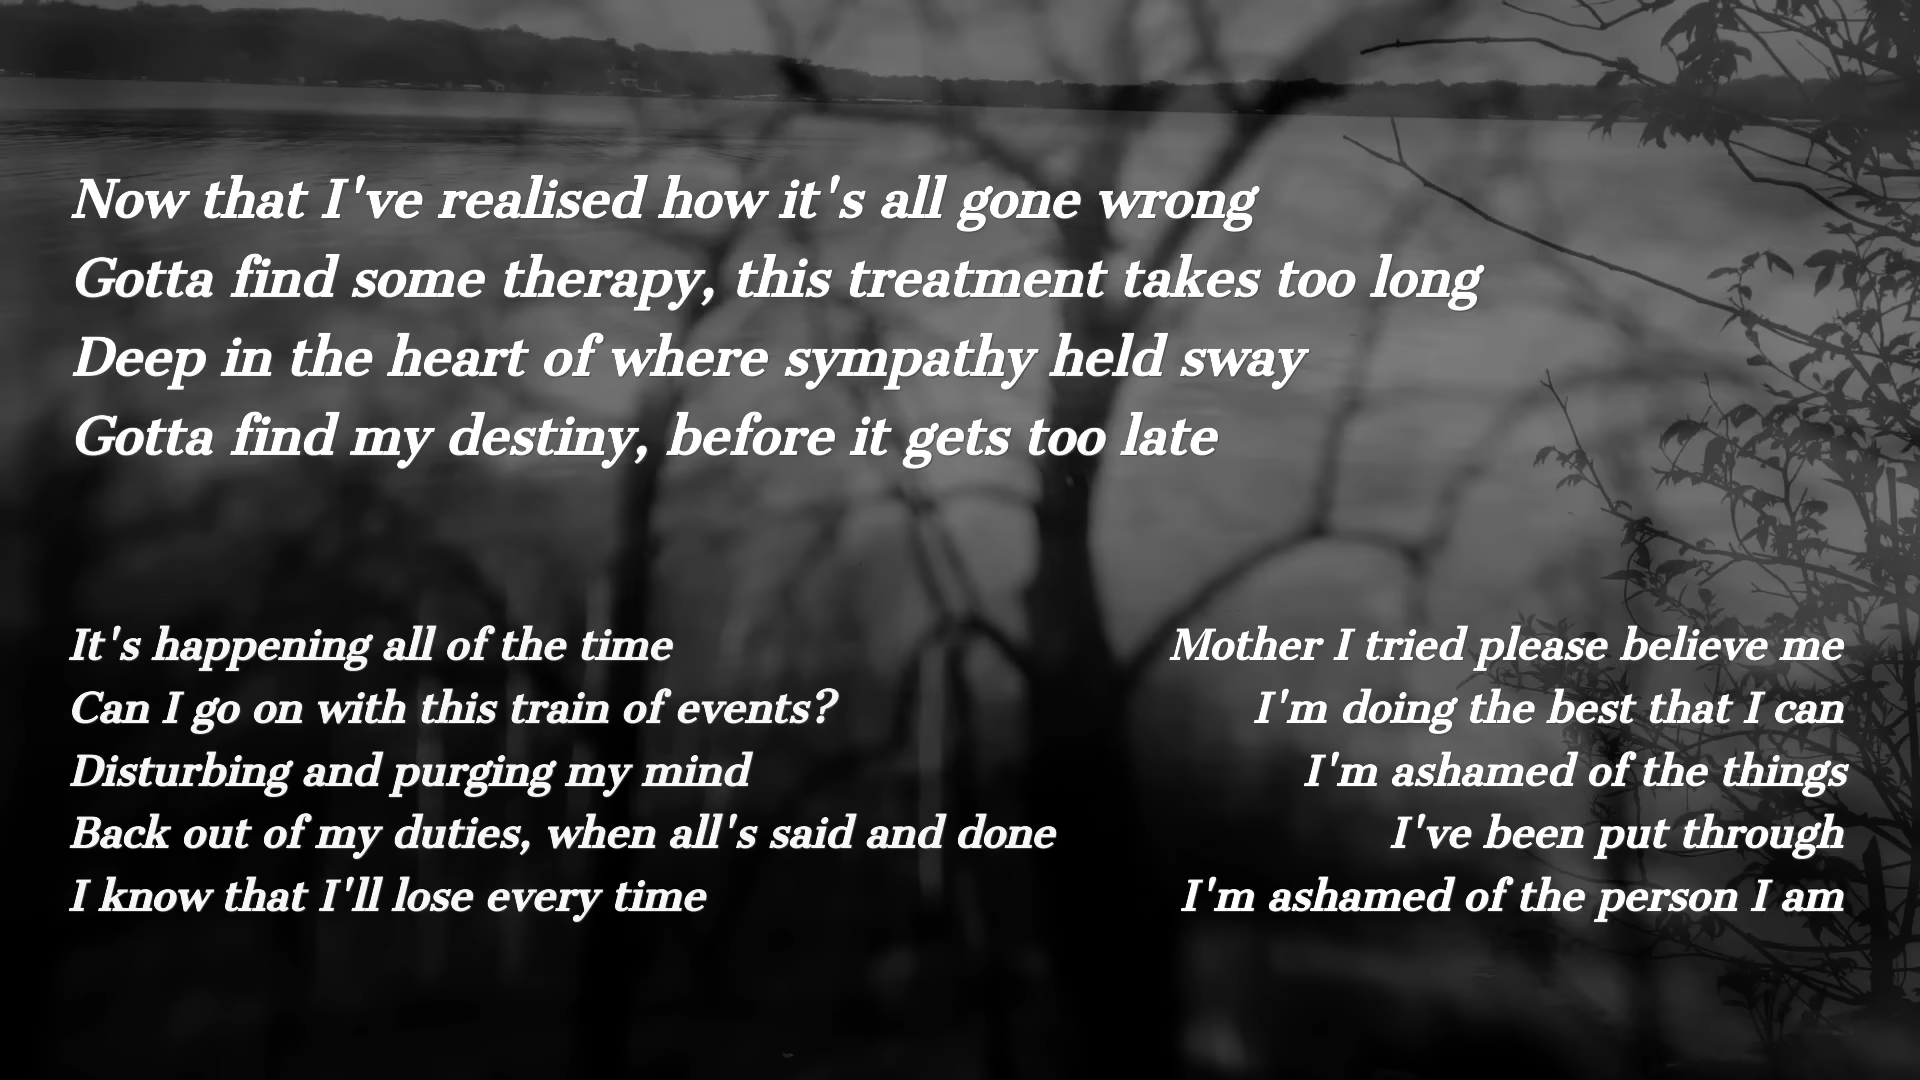 Now that I've realised how it's all gone wrong
Gotta find some therapy, this treatment takes too long
Deep in the heart of where sympathy held sway
Gotta find my destiny, before it gets too late
It's happening all of the time
Can I go on with this train of events?
Disturbing and purging my mind
Back out of my duties, when all's said and done
I know that I'll lose every time
Mother I tried please believe me
I'm doing the best that I can
I'm ashamed of the things
I've been put through
I'm ashamed of the person I am